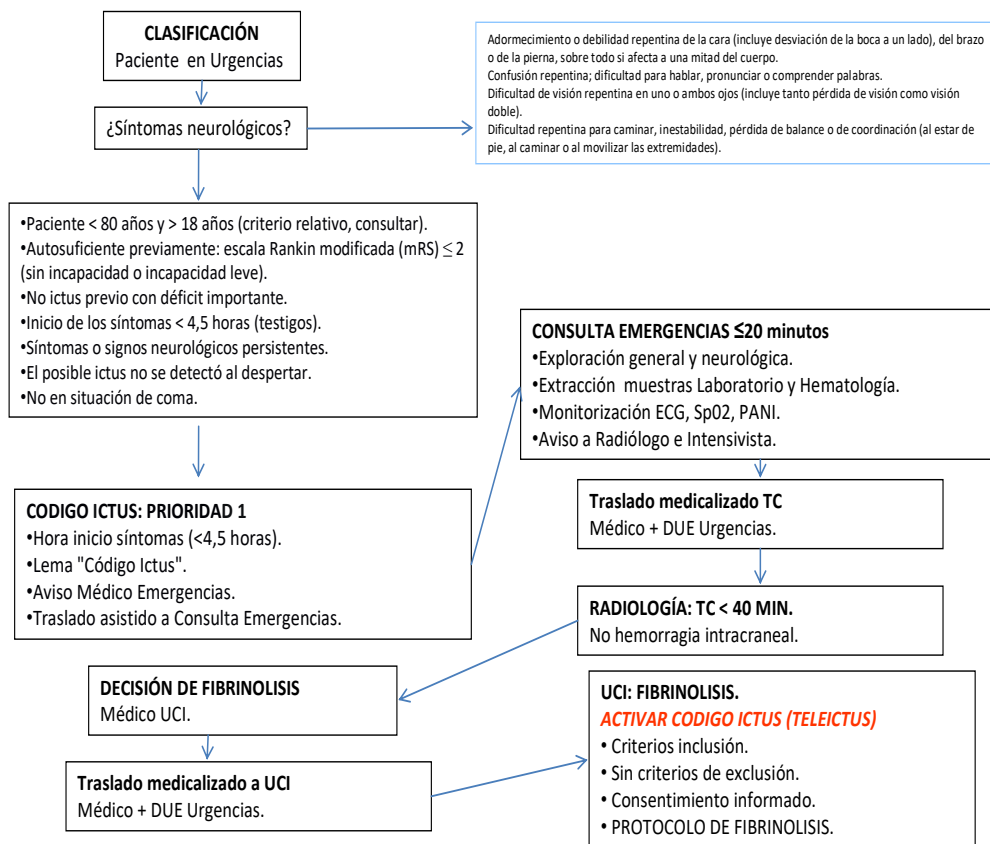 CLASIFICACIÓN
Paciente en Urgencias
Adormecimiento o debilidad repentina de la cara (incluye desviación de la boca a un lado), del brazo
o de la pierna, sobre todo si afecta a una mitad del cuerpo.
Confusión repentina; dificultad para hablar, pronunciar o comprender palabras.
Dificultad de visión repentina en uno o ambos ojos (incluye tanto pérdida de visión como visión
doble).
Dificultad repentina para caminar, inestabilidad, pérdida de balance o de coordinación (al estar de
pie, al caminar o al movilizar las extremidades).
¿Síntomas neurológicos?
•Paciente < 80 años y > 18 años (criterio relativo, consultar).
•Autosuficiente previamente: escala Rankin modificada (mRS) ≤ 2
(sin incapacidad o incapacidad leve).
•No ictus previo con déficit importante.
•Inicio de los síntomas < 4,5 horas (testigos).
•Síntomas o signos neurológicos persistentes.
•El posible ictus no se detectó al despertar.
•No en situación de coma.
CODIGO ICTUS: PRIORIDAD 1
•Hora inicio síntomas (<4,5 horas).
•Lema "Código Ictus".
•Aviso Médico Emergencias.
•Traslado asistido a Consulta Emergencias.
CONSULTA EMERGENCIAS ≤20 minutos
•Exploración general y neurológica.
•Extracción muestras Laboratorio y Hematología.
•Monitorización ECG, Sp02, PANI.
•Aviso a Radiólogo e Intensivista.
Traslado medicalizado TC
Médico + DUE Urgencias.
RADIOLOGÍA: TC < 40 MIN.
No hemorragia intracraneal.
DECISIÓN DE FIBRINOLISIS
Médico UCI.
Traslado medicalizado a UCI
Médico + DUE Urgencias.
UCI: FIBRINOLISIS.
ACTIVAR CODIGO ICTUS (TELEICTUS)
• Criterios inclusión.
• Sin criterios de exclusión.
• Consentimiento informado.
• PROTOCOLO DE FIBRINOLISIS.